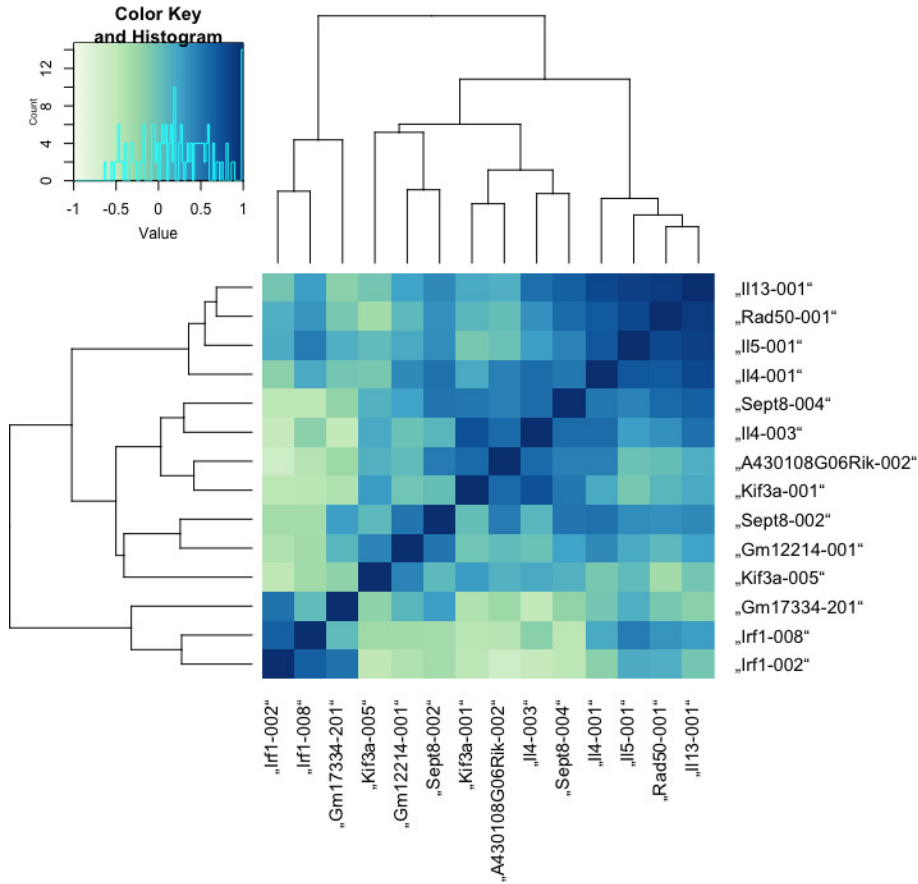 Color Key
and Histogram
Count
12
8
4
0
-1 -0.5 0 0.5 1
Value
„Il13-001“
„Rad50-001“
„Il5-001“
„Il4-001“
„Sept8-004“
„Il4-003“
„A430108G06Rik-002“
„Kif3a-001“
„Sept8-002“
„Gm12214-001“
„Kif3a-005“
„Gm17334-201“
„Irf1-008“
„Irf1-002“
„Irf1-002“
„Irf1-008“
„Gm17334-201“
„Kif3a-005“
„Gm12214-001“
„Sept8-002“
„Kif3a-001“
„A430108G06Rik-002“
„Il4-003“
„Sept8-004“
„Il4-001“
„Il5-001“
„Rad50-001“
„Il13-001“